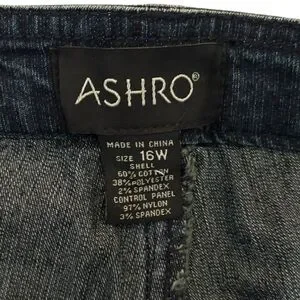 ASHRO®
MADE IN CHINA
SIZE 16W
SHELL
60% COTTON
38% POLYESTER
2% SPANDEX
CONTROL PANEL
97% NYLON
3% SPANDEX